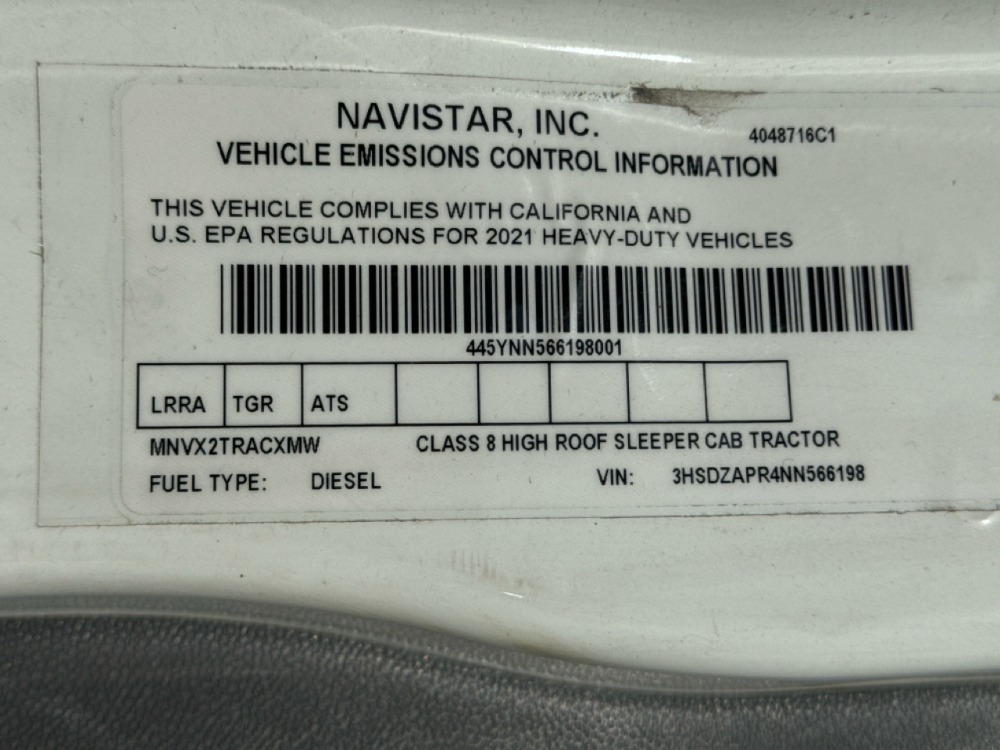 NAVISTAR, INC.
4048716C1
VEHICLE EMISSIONS CONTROL INFORMATION
THIS VEHICLE COMPLIES WITH CALIFORNIA AND
U.S. EPA REGULATIONS FOR 2021 HEAVY-DUTY VEHICLES
445YNN566198001
LRRA TGR ATS
MNVX2TRACXMW CLASS 8 HIGH ROOF SLEEPER CAB TRACTOR
FUEL TYPE: DIESEL VIN: 3HSDZAPR4NN566198